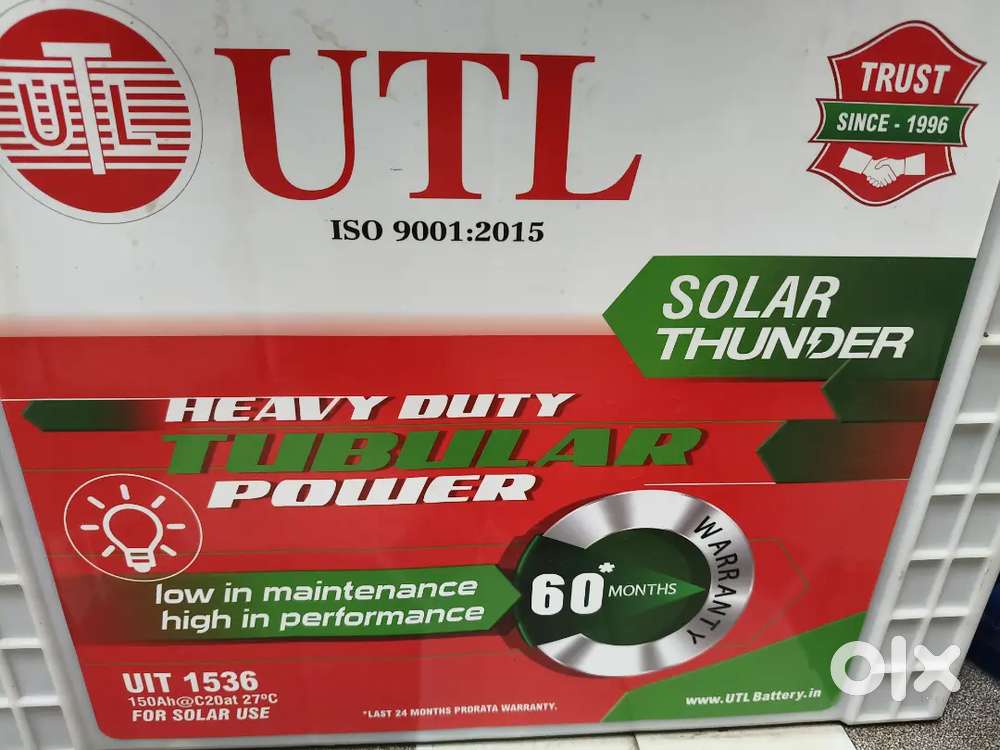 UTL
UTL
TRUST
SINCE - 1996
ISO 9001:2015
SOLAR
THUNDER
HEAVY DUTY
TUBULAR
POWER
low in maintenance
high in performance
60* MONTHS
WARRANTY
UIT 1536
150Ah@C20at 27ºC
FOR SOLAR USE
*LAST 24 MONTHS PRORATA WARRANTY.
www.UTLBattery.in
olx